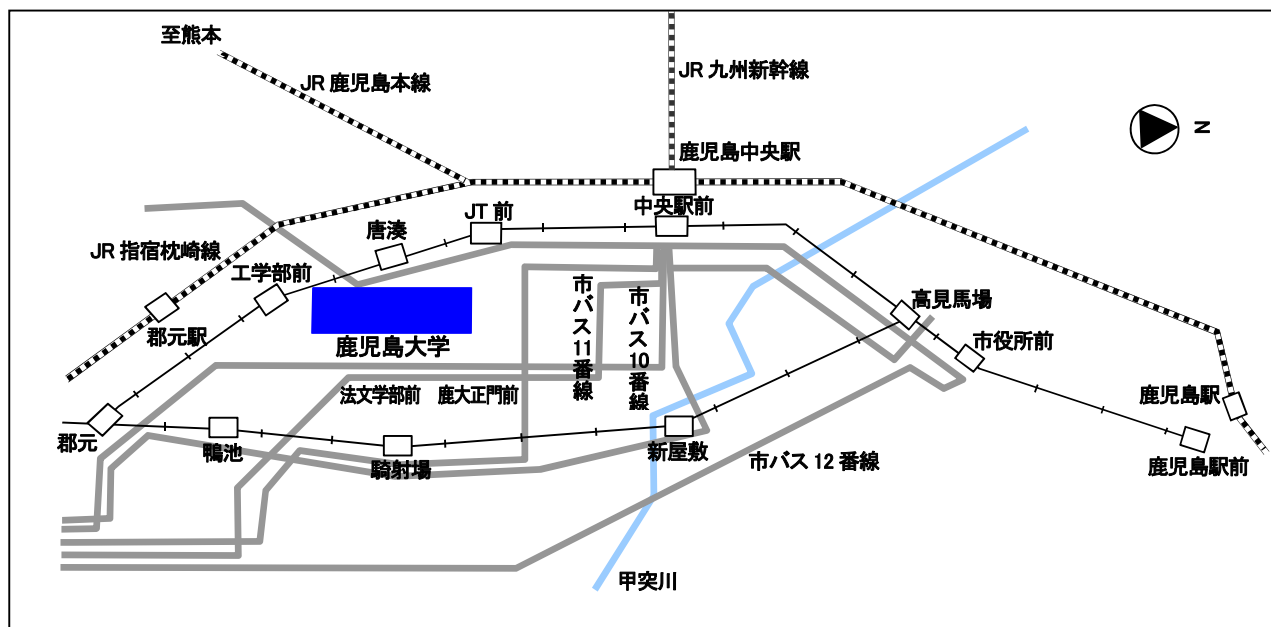 至熊本
JR 鹿児島本線
JR 九州新幹線
N
鹿児島中央駅
中央駅前
JT 前
唐湊
JR 指宿枕崎線
工学部前
郡元駅
鹿児島大学
市バス 11 番線
市バス 10 番線
高見馬場
市役所前
法文学部前
鹿大正門前
鹿児島駅
郡元
鴨池
騎射場
新屋敷
市バス 12 番線
鹿児島駅前
甲突川